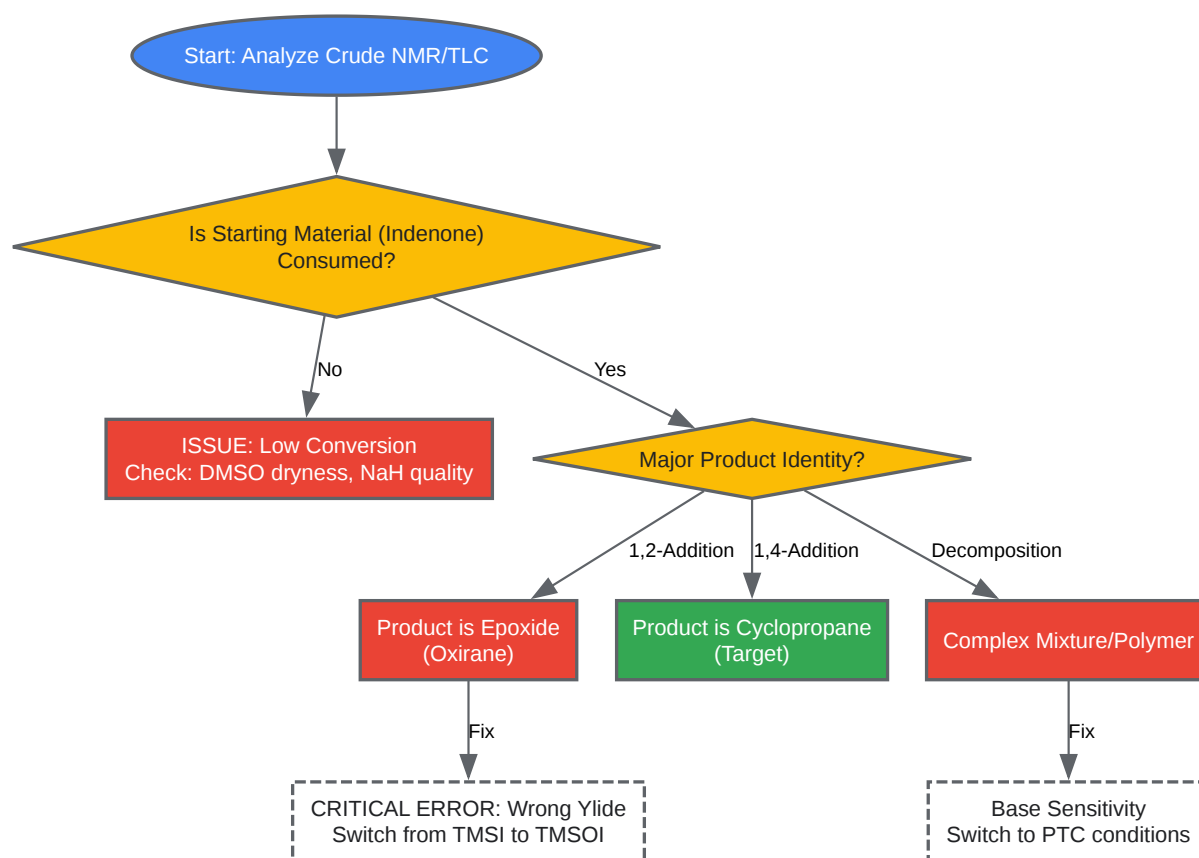 Start: Analyze Crude NMR/TLC
Is Starting Material (Indenone)
Consumed?
No
Yes
ISSUE: Low Conversion
Check: DMSO dryness, NaH quality
Major Product Identity?
1,2-Addition
1,4-Addition
Decomposition
Product is Epoxide
(Oxirane)
Product is Cyclopropane
(Target)
Complex Mixture/Polymer
Fix
Fix
CRITICAL ERROR: Wrong Ylide
Switch from TMSI to TMSOI
Base Sensitivity
Switch to PTC conditions